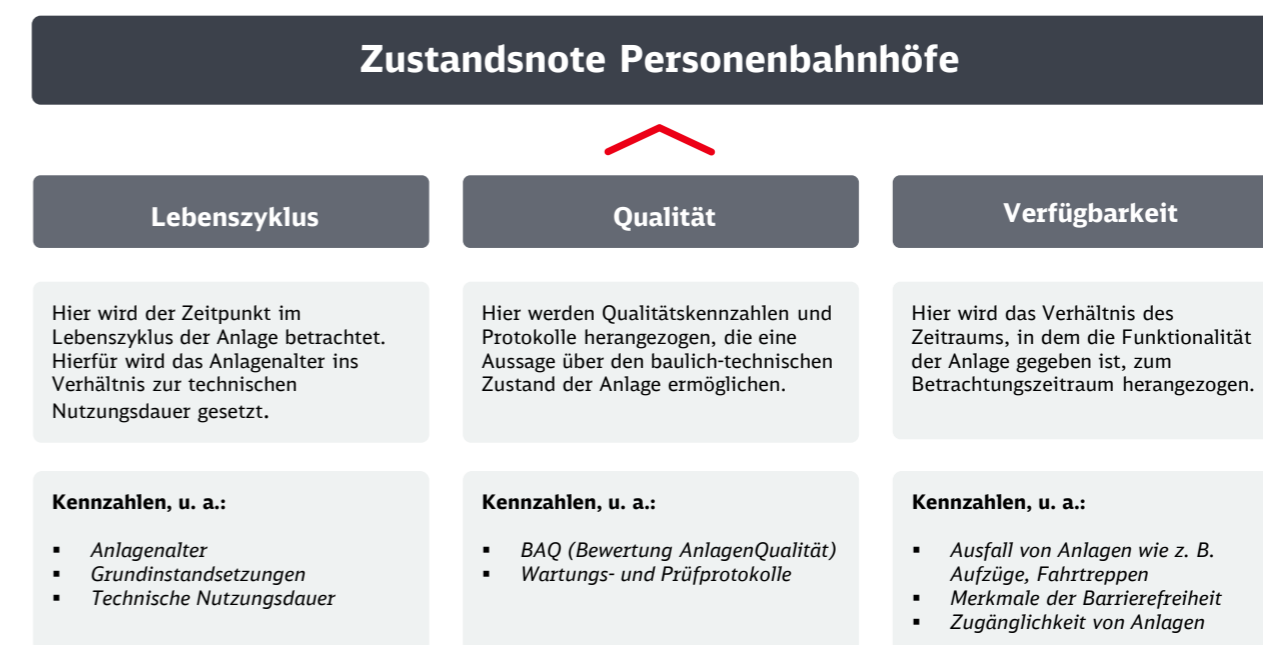 Zustandsnote Personenbahnhöfe
Lebenszyklus
Hier wird der Zeitpunkt im
Lebenszyklus der Anlage betrachtet.
Hierfür wird das Anlagenalter ins
Verhältnis zur technischen
Nutzungsdauer gesetzt.
Kennzahlen, u. a.:
▪ Anlagenalter
▪ Grundinstandsetzungen
▪ Technische Nutzungsdauer
Qualität
Hier werden Qualitätskennzahlen und
Protokolle herangezogen, die eine
Aussage über den baulich-technischen
Zustand der Anlage ermöglichen.
Kennzahlen, u. a.:
▪ BAQ (Bewertung AnlagenQualität)
▪ Wartungs- und Prüfprotokolle
Verfügbarkeit
Hier wird das Verhältnis des
Zeitraums, in dem die Funktionalität
der Anlage gegeben ist, zum
Betrachtungszeitraum herangezogen.
Kennzahlen, u. a.:
▪ Ausfall von Anlagen wie z. B.
Aufzüge, Fahrtreppen
▪ Merkmale der Barrierefreiheit
▪ Zugänglichkeit von Anlagen